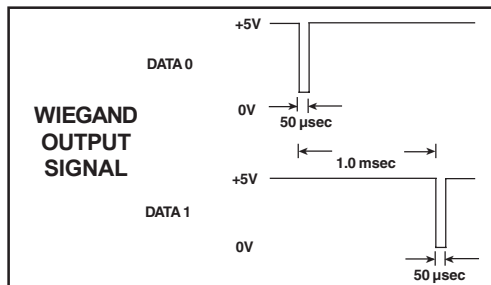 +5V
DATA 0
0V
50 µsec
WIEGAND
OUTPUT
SIGNAL
1.0 msec
+5V
DATA 1
0V
50 µsec